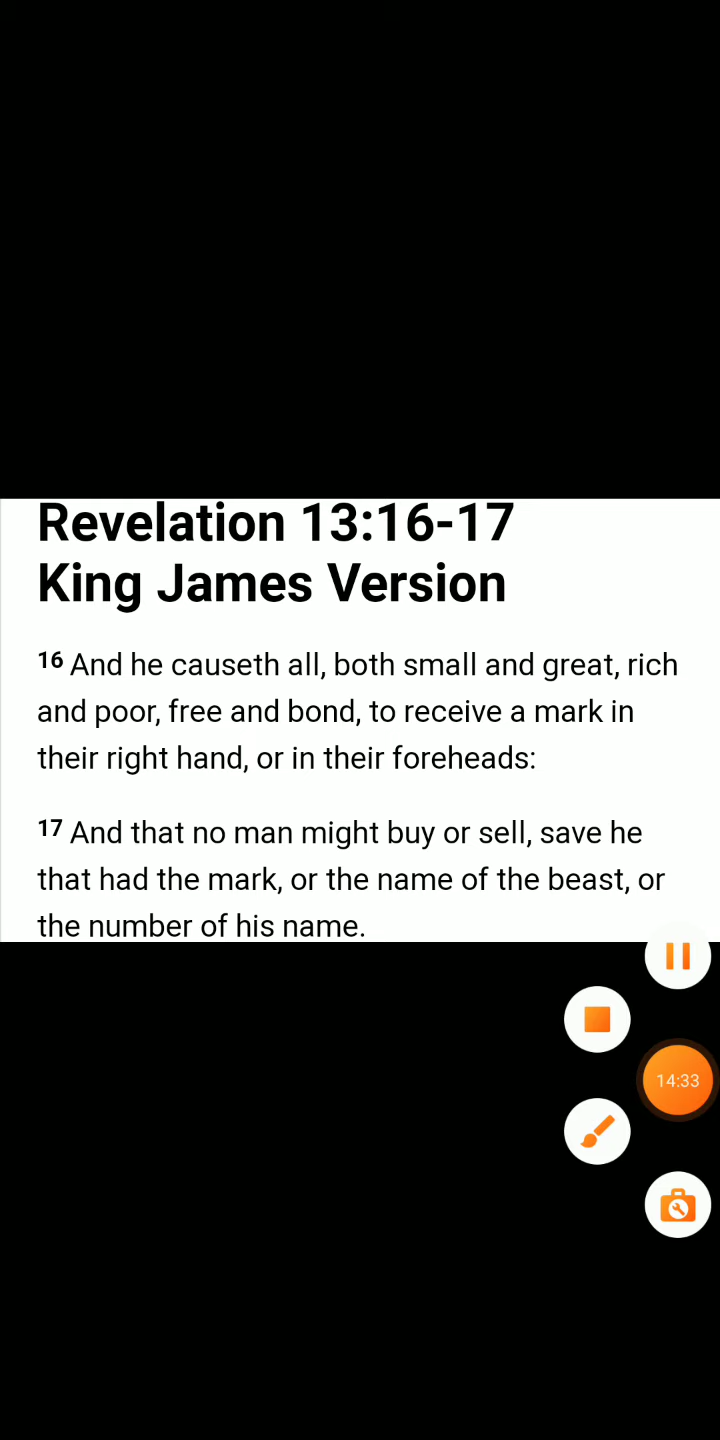 Revelation 13:16-17
King James Version
16 And he causeth all, both small and great, rich
and poor, free and bond, to receive a mark in
their right hand, or in their foreheads:
17 And that no man might buy or sell, save he
that had the mark, or the name of the beast, or
the number of his name.
14:33